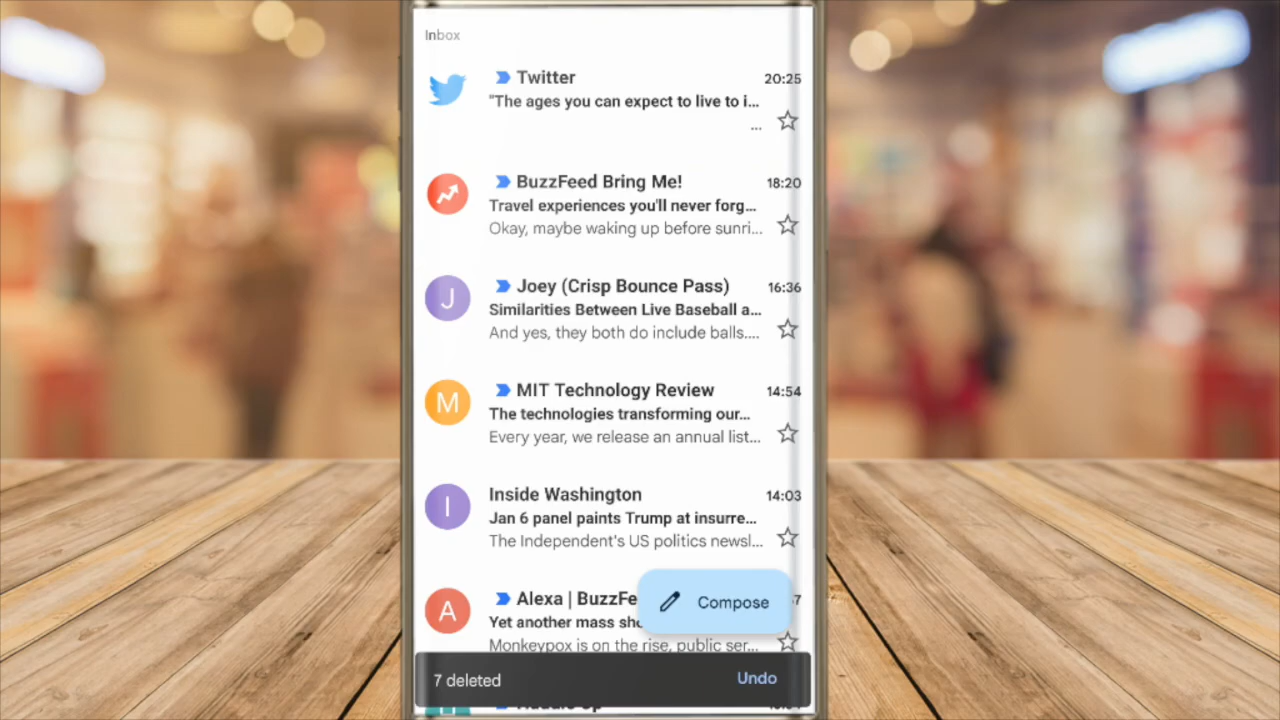 Inbox
Twitter 20:25
"The ages you can expect to live to i...
...
BuzzFeed Bring Me! 18:20
Travel experiences you'll never forg...
Okay, maybe waking up before sunri...
J Joey (Crisp Bounce Pass) 16:36
Similarities Between Live Baseball a...
And yes, they both do include balls....
M MIT Technology Review 14:54
The technologies transforming our...
Every year, we release an annual list...
I Inside Washington 14:03
Jan 6 panel paints Trump at insurre...
The Independent's US politics newsl...
A Alexa | BuzzFe
Yet another mass sho
Compose
Monkeypox is on the rise, public ser...
7 deleted Undo